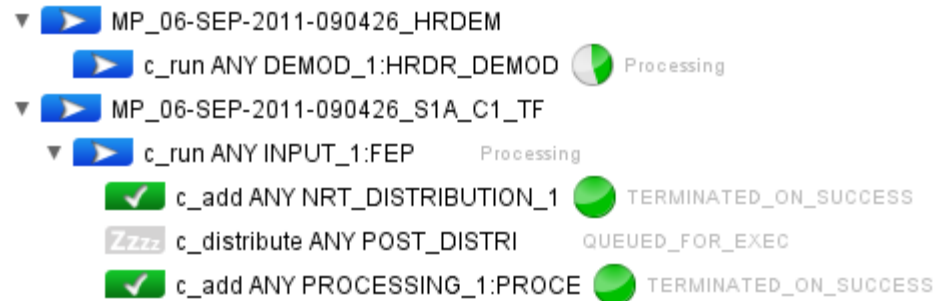 MP_06-SEP-2011-090426_HRDEM
c_run ANY DEMOD_1:HRDR_DEMOD Processing
MP_06-SEP-2011-090426_S1A_C1_TF
c_run ANY INPUT_1:FEP Processing
c_add ANY NRT_DISTRIBUTION_1 TERMINATED_ON_SUCCESS
Zzzz c_distribute ANY POST_DISTRI QUEUED_FOR_EXEC
c_add ANY PROCESSING_1:PROCE TERMINATED_ON_SUCCESS